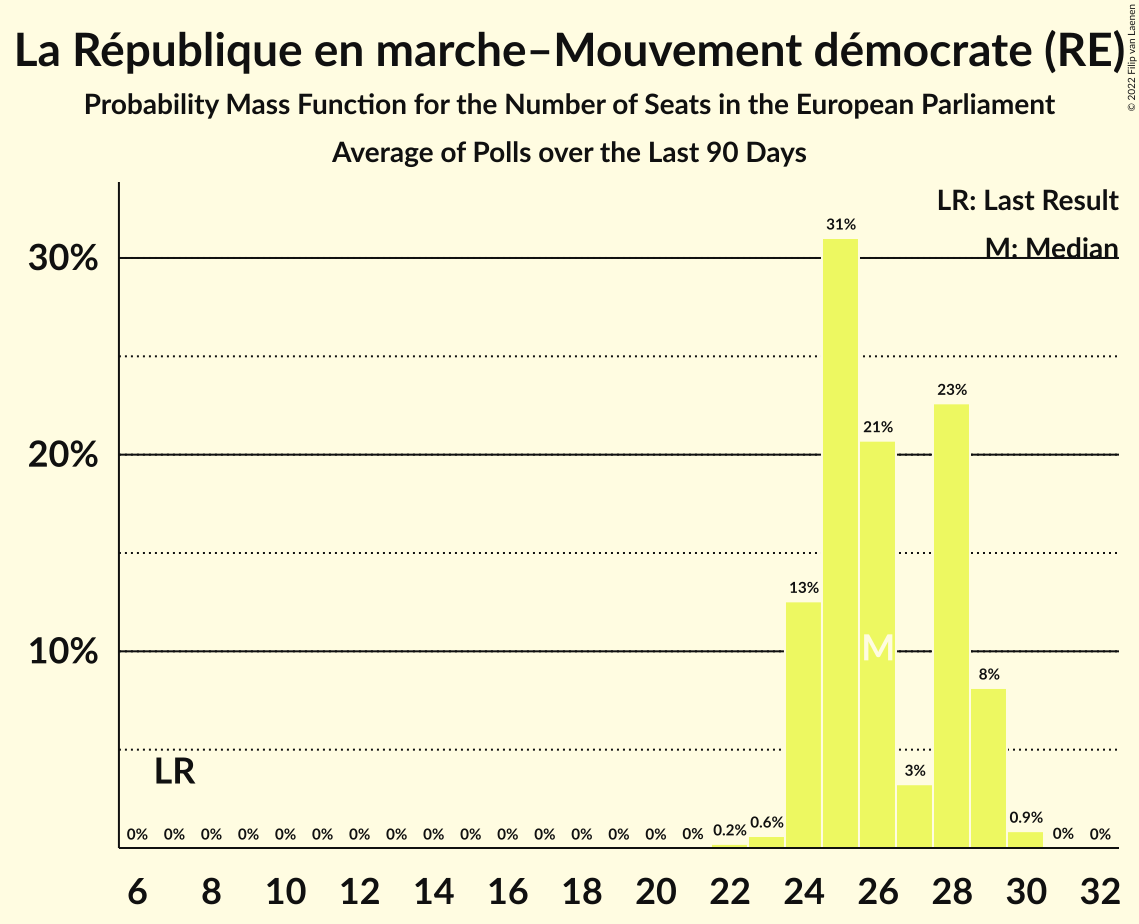 La République en marche–Mouvement démocrate (RE)
Probability Mass Function for the Number of Seats in the European Parliament
Average of Polls over the Last 90 Days
© 2022 Filip van Laenen
LR: Last Result
M: Median
30%
20%
10%
31%
23%
21%
13%
M
8%
3%
LR
0% 0% 0% 0% 0% 0% 0% 0% 0% 0% 0% 0% 0% 0% 0% 0% 0.2% 0.6% 0.9% 0% 0%
6 8 10 12 14 16 18 20 22 24 26 28 30 32